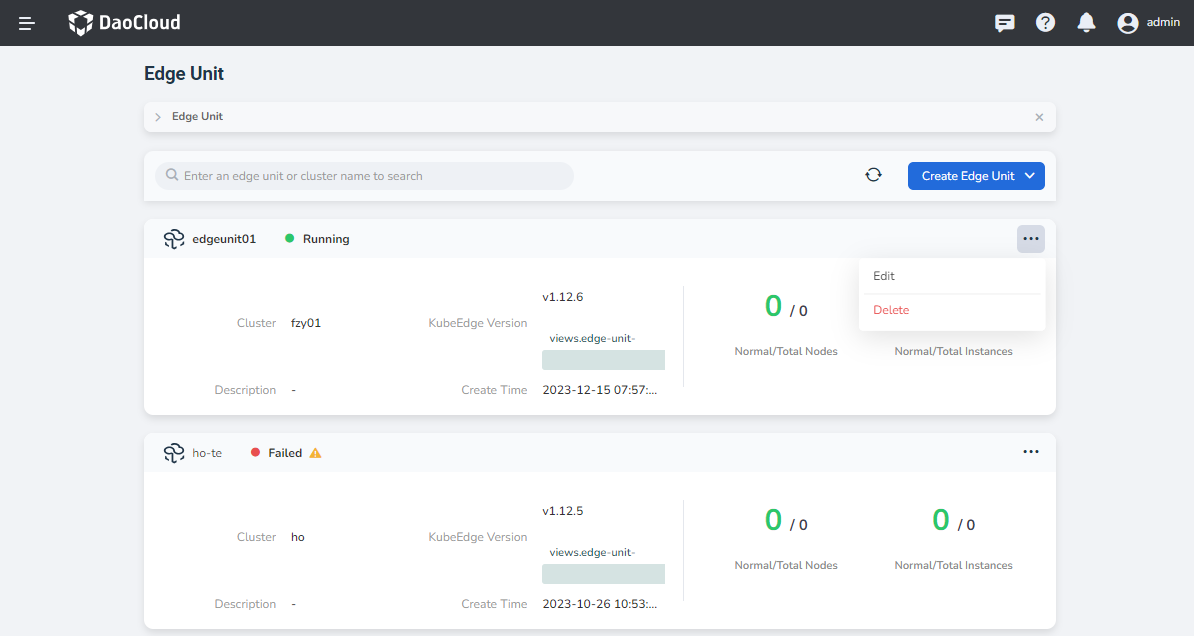 DaoCloud
admin
Edge Unit
Edge Unit
Enter an edge unit or cluster name to search
Create Edge Unit
edgeunit01
Running
Edit
Delete
Cluster
fzy01
KubeEdge Version
v1.12.6
views.edge-unit-
0 / 0
Normal/Total Nodes
Normal/Total Instances
Description
-
Create Time
2023-12-15 07:57:...
ho-te
Failed
Cluster
ho
KubeEdge Version
v1.12.5
views.edge-unit-
0 / 0
Normal/Total Nodes
0 / 0
Normal/Total Instances
Description
-
Create Time
2023-10-26 10:53:...